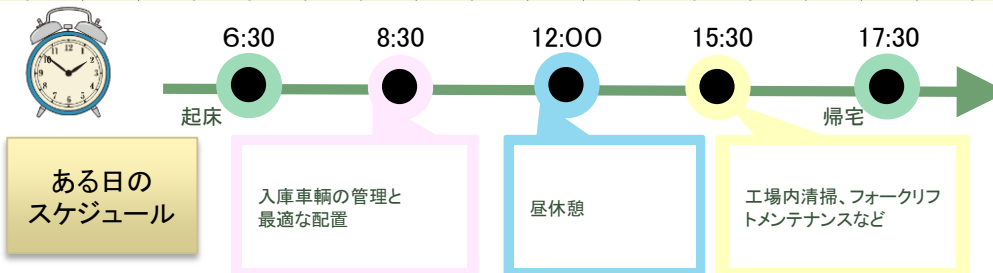 6:30
8:30
12:00
15:30
17:30
起床
帰宅
ある日の
スケジュール
入庫車輌の管理と
最適な配置
昼休憩
工場内清掃、フォークリフ
トメンテナンスなど